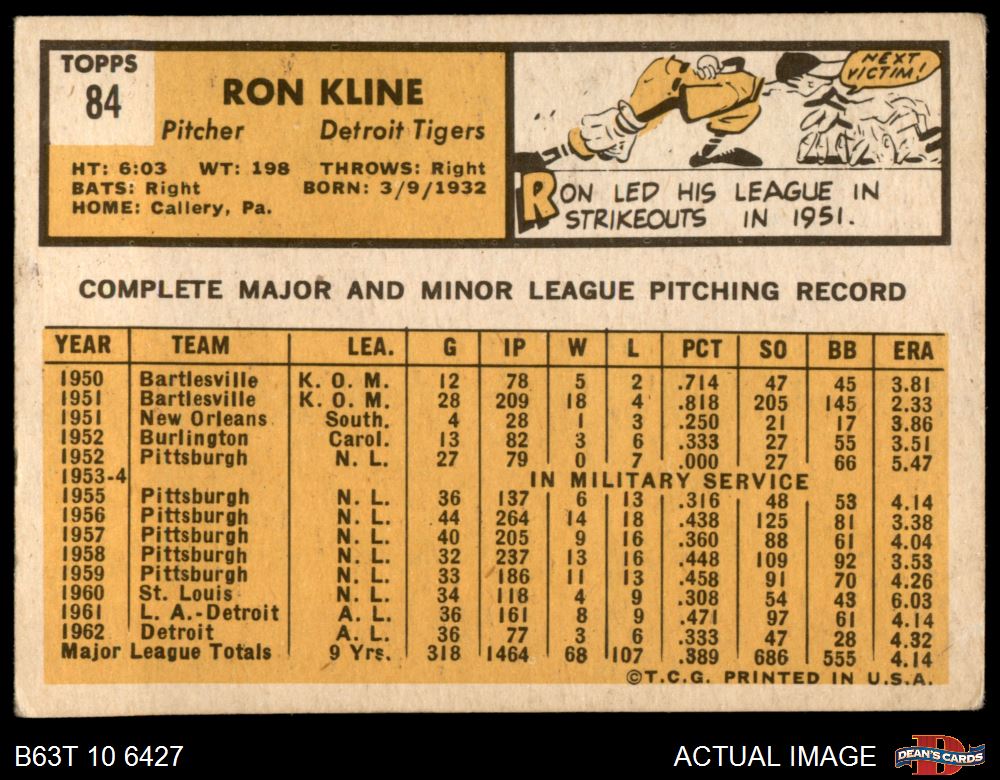 TOPPS
84
RON KLINE
Pitcher Detroit Tigers
HT: 6:03 WT: 198 THROWS: Right
BATS: Right BORN: 3/9/1932
HOME: Callery, Pa.
NEXT
VICTIM!
RON LED HIS LEAGUE IN
STRIKEOUTS IN 1951.
COMPLETE MAJOR AND MINOR LEAGUE PITCHING RECORD
YEAR TEAM LEA. G IP W L PCT SO BB ERA
1950 Bartlesville K. O. M. 12 78 5 2 .714 47 45 3.81
1951 Bartlesville K. O. M. 28 209 18 4 .818 205 145 2.33
1951 New Orleans South. 4 28 1 3 .250 21 17 3.86
1952 Burlington Carol. 13 82 3 6 .333 27 55 3.51
1952 Pittsburgh N. L. 27 79 0 7 .000 27 66 5.47
1953-4 IN MILITARY SERVICE
1955 Pittsburgh N. L. 36 137 6 13 .316 48 53 4.14
1956 Pittsburgh N. L. 44 264 14 18 .438 125 81 3.38
1957 Pittsburgh N. L. 40 205 9 16 .360 88 61 4.04
1958 Pittsburgh N. L. 32 237 13 16 .448 109 92 3.53
1959 Pittsburgh N. L. 33 186 11 13 .458 91 70 4.26
1960 St. Louis N. L. 34 118 4 9 .308 54 43 6.03
1961 L. A.-Detroit A. L. 36 161 8 9 .471 97 61 4.14
1962 Detroit A. L. 36 77 3 6 .333 47 28 4.32
Major League Totals 9 Yrs. 318 1464 68 107 .389 686 555 4.14
©T.C.G. PRINTED IN U.S.A.
B63T 10 6427 ACTUAL IMAGE DEAN'S CARDS